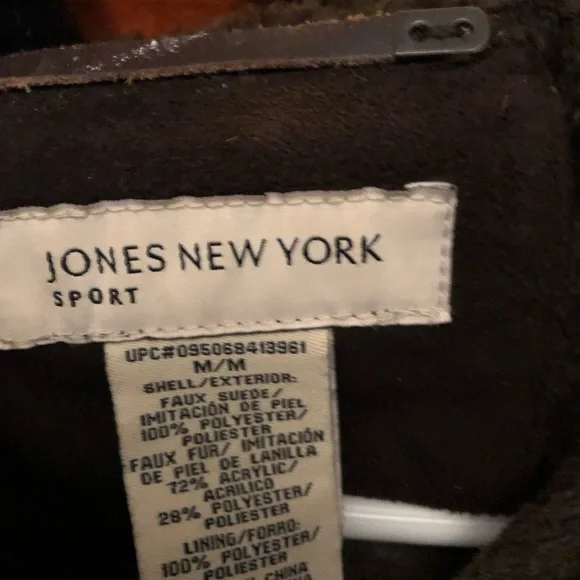 JONES NEW YORK
SPORT
UPC#095068413961
M/M
SHELL/EXTERIOR:
FAUX SUEDE/
IMITACIÓN DE PIEL
100% POLYESTER/
POLIESTER
FAUX FUR/ IMITACIÓN
DE PIEL DE LANILLA
72% ACRYLIC/
ACRILICO
28% POLYESTER/
POLIESTER
LINING/FORRO:
100% POLYESTER/
POLIESTER
CHINA